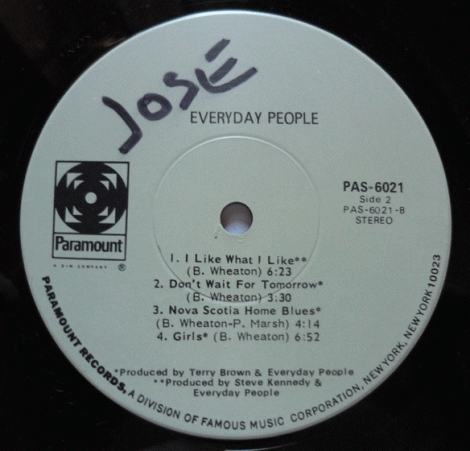 JOSE
EVERYDAY PEOPLE
Paramount
A G+W COMPANY ®
PAS-6021
Side 2
PAS-6021-B
STEREO
1. I Like What I Like**
(B. Wheaton) 6:23
2. Don't Wait For Tomorrow*
(B. Wheaton) 3:30
3. Nova Scotia Home Blues*
(B. Wheaton-P. Marsh) 4:14
4. Girls* (B. Wheaton) 6:52
*Produced by Terry Brown & Everyday People
**Produced by Steve Kennedy &
Everyday People
PARAMOUNT RECORDS, A DIVISION OF FAMOUS MUSIC CORPORATION, NEW YORK, NEW YORK 10023